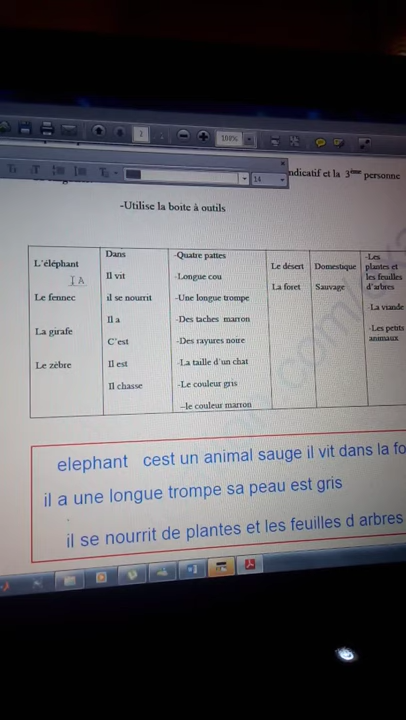 1
100%
14
ndicatif et la 3ème personne
-Utilise la boite à outils
L'éléphant
Le fennec
La girafe
Le zèbre
Dans
Il vit
il se nourrit
Il a
C'est
Il est
Il chasse
-Quatre pattes
-Longue cou
-Une longue trompe
-Des taches marron
-Des rayures noire
-La taille d'un chat
-Le couleur gris
–le couleur marron
Le désert
La foret
Domestique
Sauvage
-Les
plantes et
les feuilles
d'arbres
-La viande
-Les petits
animaux
elephant cest un animal sauge il vit dans la fo
il a une longue trompe sa peau est gris
il se nourrit de plantes et les feuilles d arbres